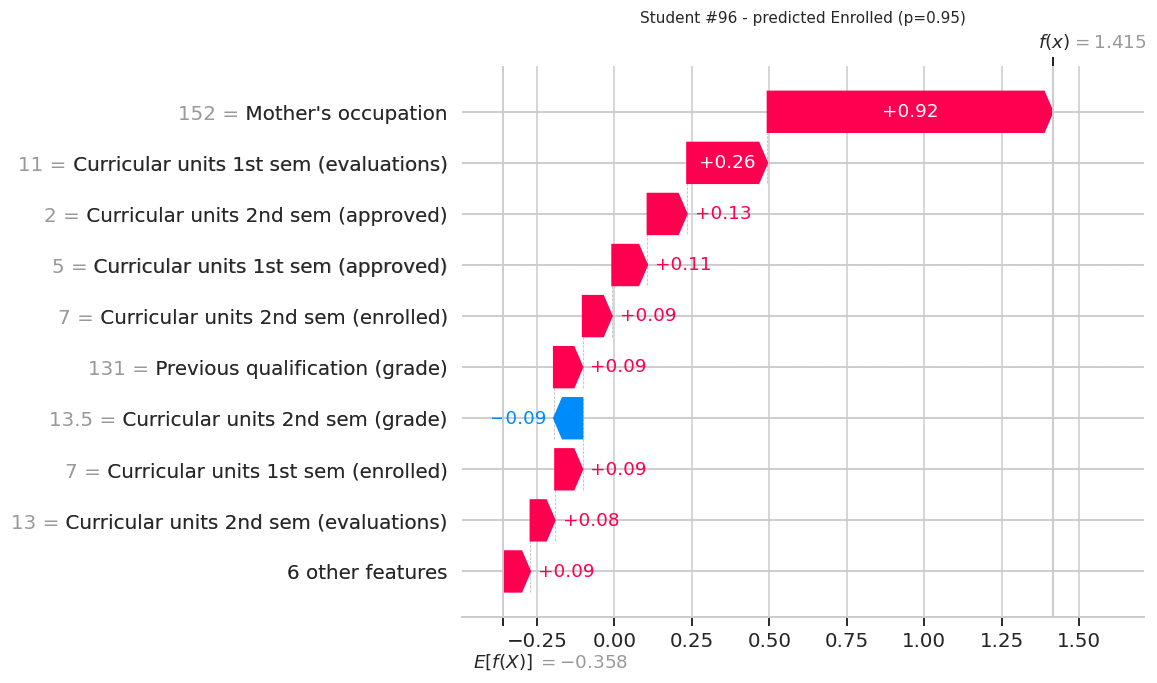 Student #96 - predicted Enrolled (p=0.95)
f(x) = 1.415
152 = Mother's occupation
+0.92
11 = Curricular units 1st sem (evaluations)
+0.26
2 = Curricular units 2nd sem (approved)
+0.13
5 = Curricular units 1st sem (approved)
+0.11
7 = Curricular units 2nd sem (enrolled)
+0.09
131 = Previous qualification (grade)
+0.09
13.5 = Curricular units 2nd sem (grade)
−0.09
7 = Curricular units 1st sem (enrolled)
+0.09
13 = Curricular units 2nd sem (evaluations)
+0.08
6 other features
+0.09
−0.25 0.00 0.25 0.50 0.75 1.00 1.25 1.50
E[f(X)] = −0.358